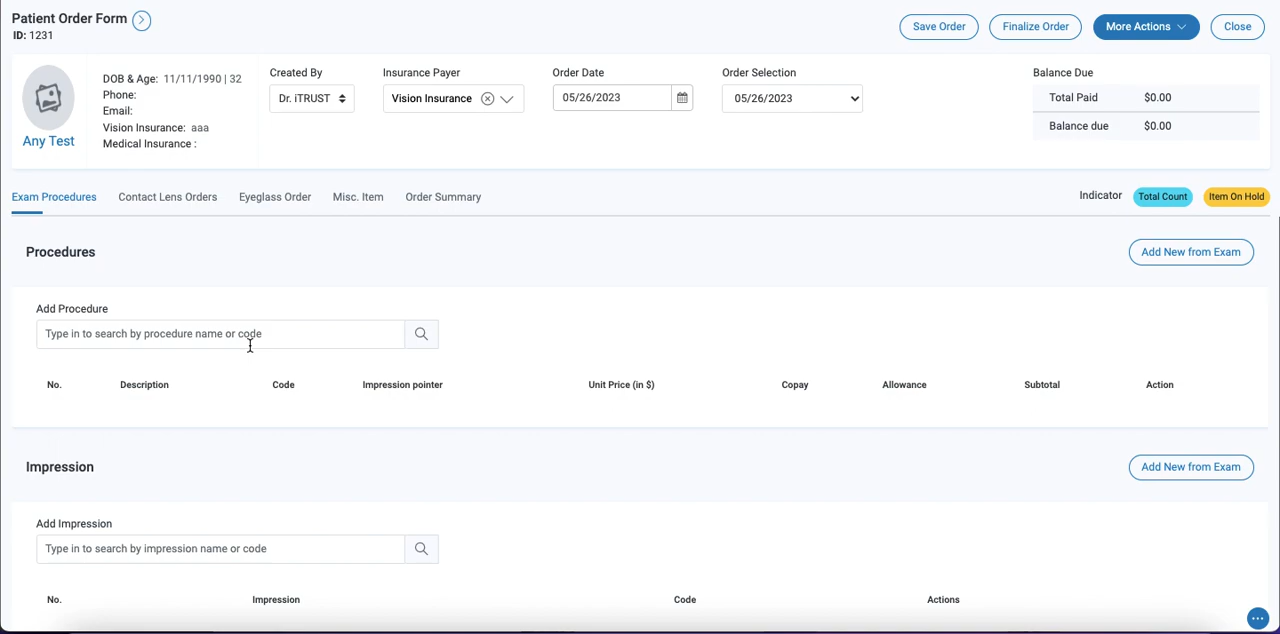 Patient Order Form
ID: 1231
Save Order
Finalize Order
More Actions
Close
Any Test
DOB & Age: 11/11/1990 | 32
Phone:
Email:
Vision Insurance: aaa
Medical Insurance :
Created By
Dr. iTRUST
Insurance Payer
Vision Insurance
Order Date
05/26/2023
Order Selection
05/26/2023
Balance Due
Total Paid $0.00
Balance due $0.00
Exam Procedures Contact Lens Orders Eyeglass Order Misc. Item Order Summary
Indicator Total Count Item On Hold
Procedures
Add New from Exam
Add Procedure
Type in to search by procedure name or code
No. Description Code Impression pointer Unit Price (in $) Copay Allowance Subtotal Action
Impression
Add New from Exam
Add Impression
Type in to search by impression name or code
No. Impression Code Actions